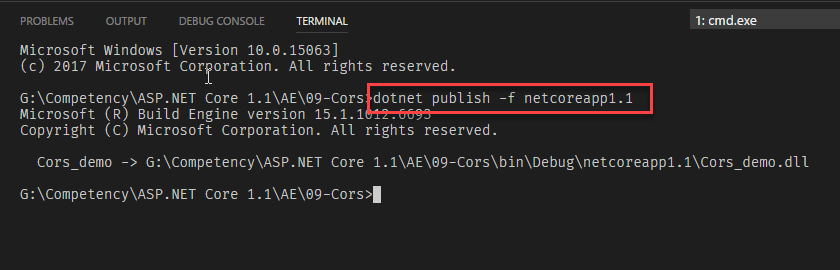 PROBLEMS OUTPUT DEBUG CONSOLE TERMINAL 1: cmd.exe
Microsoft Windows [Version 10.0.15063]
(c) 2017 Microsoft Corporation. All rights reserved.
G:\Competency\ASP.NET Core 1.1\AE\09-Cors>dotnet publish -f netcoreapp1.1
Microsoft (R) Build Engine version 15.1.1012.6693
Copyright (C) Microsoft Corporation. All rights reserved.
Cors_demo -> G:\Competency\ASP.NET Core 1.1\AE\09-Cors\bin\Debug\netcoreapp1.1\Cors_demo.dll
G:\Competency\ASP.NET Core 1.1\AE\09-Cors>